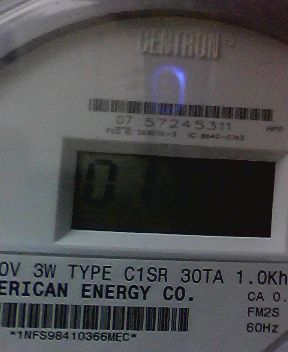 CENTRON
07 57245311
01
0V 3W TYPE C1SR 30TA 1.0Kh
ERICAN ENERGY CO.
CA 0.
FM2S
60Hz
*1NFS98410366MEC*